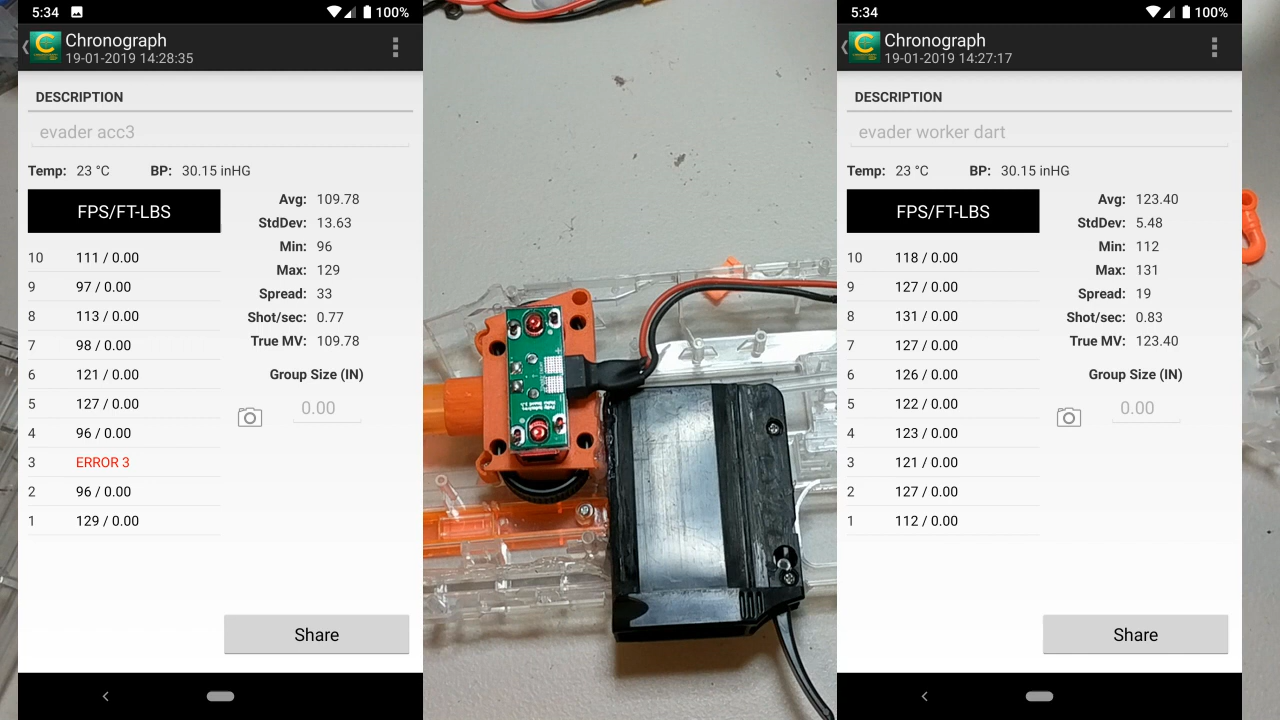 5:34
100%
Chronograph
19-01-2019 14:28:35
DESCRIPTION
evader acc3
Temp: 23 °C BP: 30.15 inHG
FPS/FT-LBS
Avg: 109.78
StdDev: 13.63
Min: 96
Max: 129
Spread: 33
Shot/sec: 0.77
True MV: 109.78
Group Size (IN)
0.00
10 111 / 0.00
9 97 / 0.00
8 113 / 0.00
7 98 / 0.00
6 121 / 0.00
5 127 / 0.00
4 96 / 0.00
3 ERROR 3
2 96 / 0.00
1 129 / 0.00
Share
5:34
100%
Chronograph
19-01-2019 14:27:17
DESCRIPTION
evader worker dart
Temp: 23 °C BP: 30.15 inHG
FPS/FT-LBS
Avg: 123.40
StdDev: 5.48
Min: 112
Max: 131
Spread: 19
Shot/sec: 0.83
True MV: 123.40
Group Size (IN)
0.00
10 118 / 0.00
9 127 / 0.00
8 131 / 0.00
7 127 / 0.00
6 126 / 0.00
5 122 / 0.00
4 123 / 0.00
3 121 / 0.00
2 127 / 0.00
1 112 / 0.00
Share